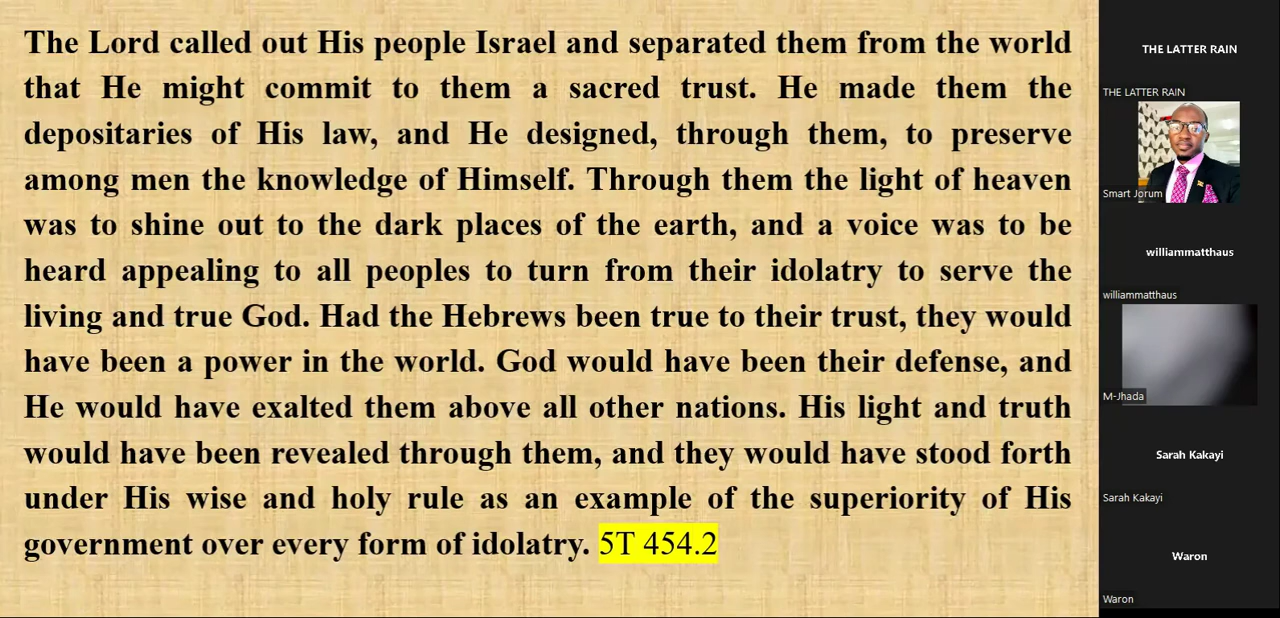 The Lord called out His people Israel and separated them from the world
that He might commit to them a sacred trust. He made them the
depositaries of His law, and He designed, through them, to preserve
among men the knowledge of Himself. Through them the light of heaven
was to shine out to the dark places of the earth, and a voice was to be
heard appealing to all peoples to turn from their idolatry to serve the
living and true God. Had the Hebrews been true to their trust, they would
have been a power in the world. God would have been their defense, and
He would have exalted them above all other nations. His light and truth
would have been revealed through them, and they would have stood forth
under His wise and holy rule as an example of the superiority of His
government over every form of idolatry. 5T 454.2
THE LATTER RAIN
THE LATTER RAIN
Smart Jorum
williammatthaus
williammatthaus
M-Jhada
Sarah Kakayi
Sarah Kakayi
Waron
Waron